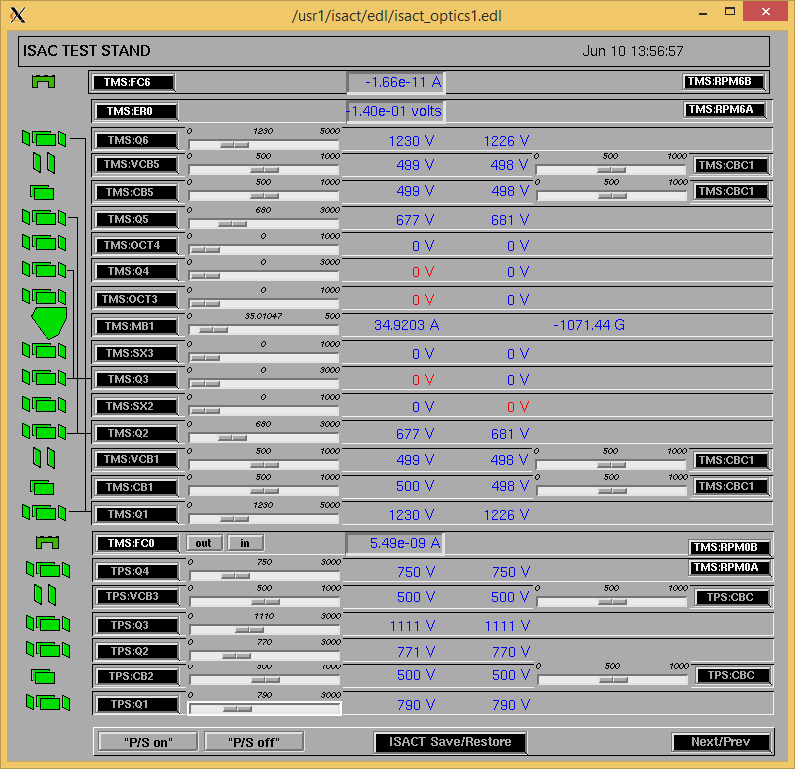 /usr1/isact/edl/isact_optics1.edl
ISAC TEST STAND Jun 10 13:56:57
TMS:FC6 -1.66e-11 A TMS:RPM6B
TMS:ER0 -1.40e-01 volts TMS:RPM6A
TMS:Q6 0 1230 5000 1230 V 1226 V
TMS:VCB5 0 500 1000 499 V 498 V 0 500 1000 TMS:CBC1
TMS:CB5 0 500 1000 499 V 498 V 0 500 1000 TMS:CBC1
TMS:Q5 0 680 3000 677 V 681 V
TMS:OCT4 0 0 1000 0 V 0 V
TMS:Q4 0 0 3000 0 V 0 V
TMS:OCT3 0 0 1000 0 V 0 V
TMS:MB1 0 35.01047 500 34.9203 A -1071.44 G
TMS:SX3 0 0 1000 0 V 0 V
TMS:Q3 0 0 3000 0 V 0 V
TMS:SX2 0 0 1000 0 V 0 V
TMS:Q2 0 680 3000 677 V 681 V
TMS:VCB1 0 500 1000 499 V 498 V 0 500 1000 TMS:CBC1
TMS:CB1 0 500 1000 500 V 498 V 0 500 1000 TMS:CBC1
TMS:Q1 0 1230 5000 1230 V 1226 V
TMS:FC0 out in 5.49e-09 A TMS:RPM0B
TPS:Q4 0 750 3000 750 V 750 V TMS:RPM0A
TPS:VCB3 0 500 1000 500 V 500 V 0 500 1000 TPS:CBC
TPS:Q3 0 1110 3000 1111 V 1111 V
TPS:Q2 0 770 3000 771 V 770 V
TPS:CB2 0 500 1000 500 V 500 V 0 500 1000 TPS:CBC
TPS:Q1 0 790 3000 790 V 790 V
"P/S on" "P/S off" ISACT Save/Restore Next/Prev